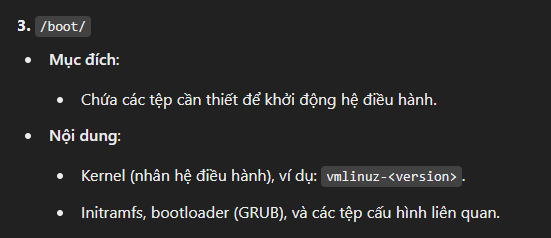 3. /boot/
• Mục đích:
• Chứa các tệp cần thiết để khởi động hệ điều hành.
• Nội dung:
• Kernel (nhân hệ điều hành), ví dụ: vmlinuz-<version>.
• Initramfs, bootloader (GRUB), và các tệp cấu hình liên quan.